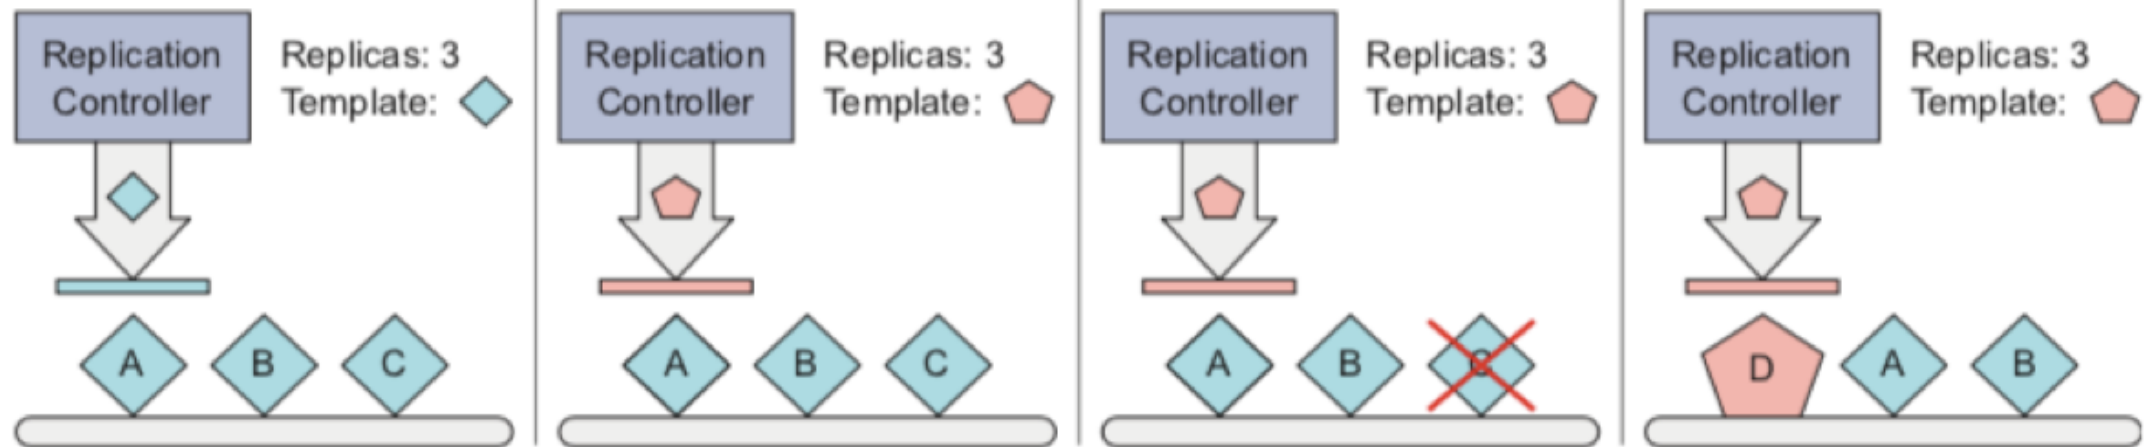 Replication
Controller
Replicas: 3
Template:
A
B
C
Replication
Controller
Replicas: 3
Template:
A
B
C
Replication
Controller
Replicas: 3
Template:
A
B
C
Replication
Controller
Replicas: 3
Template:
D
A
B